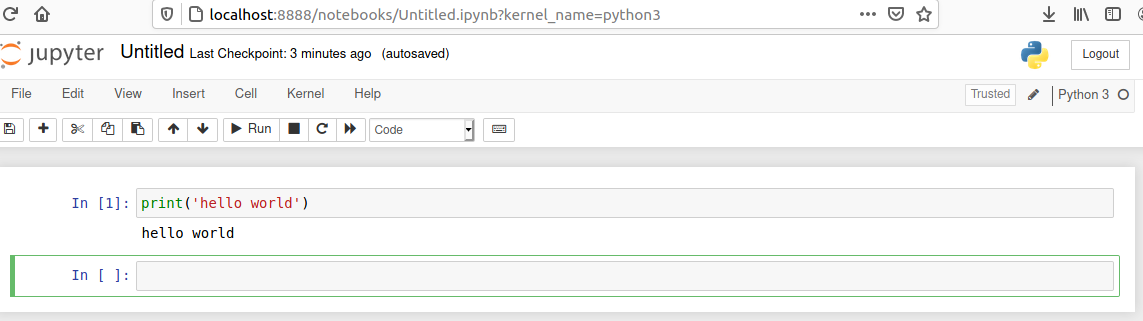 localhost:8888/notebooks/Untitled.ipynb?kernel_name=python3
jupyter Untitled Last Checkpoint: 3 minutes ago (autosaved) Logout
File Edit View Insert Cell Kernel Help Trusted Python 3
Run Code
In [1]: print('hello world')
hello world
In [ ]: